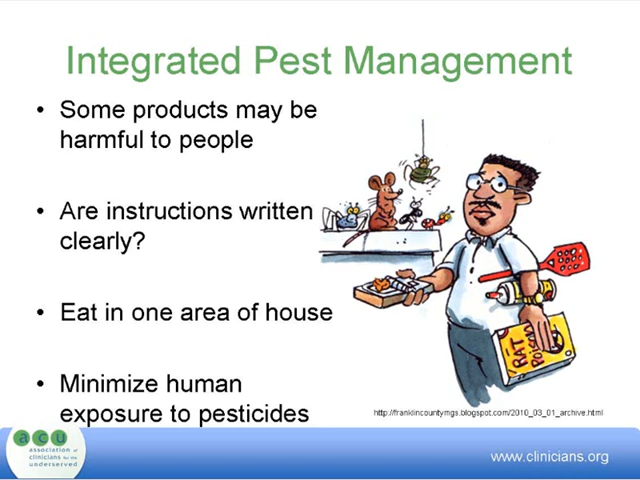 Integrated Pest Management
• Some products may be
harmful to people
• Are instructions written
clearly?
• Eat in one area of house
• Minimize human
exposure to pesticides
RAT
POISON
http://franklincountymgs.blogspot.com/2010_03_01_archive.html
acu
association of
clinicians for the
underserved
www.clinicians.org